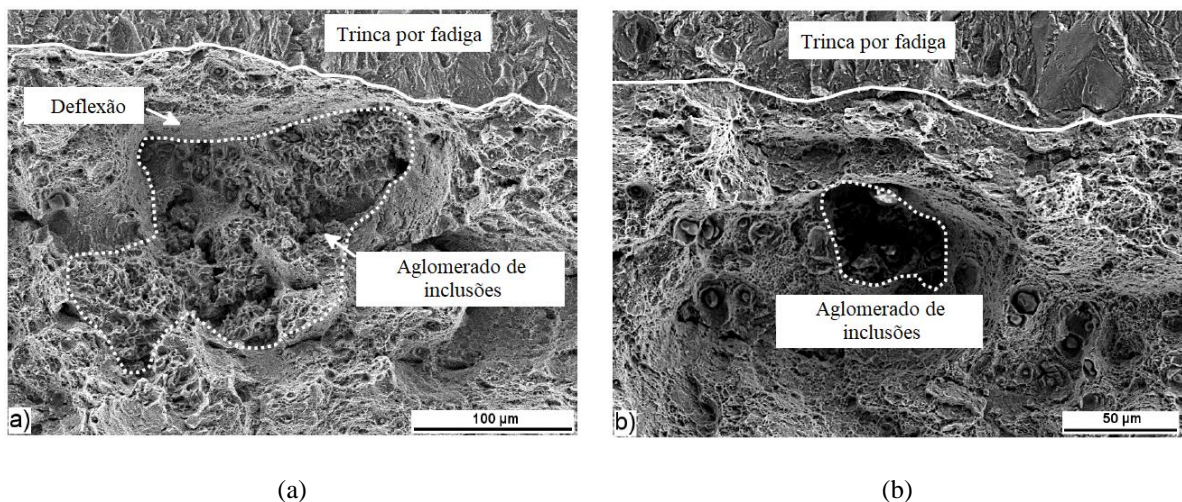 Trinca por fadiga
Deflexão
Aglomerado de
inclusões
a)
100 µm
Trinca por fadiga
Aglomerado de
inclusões
b)
50 µm
(a)
(b)